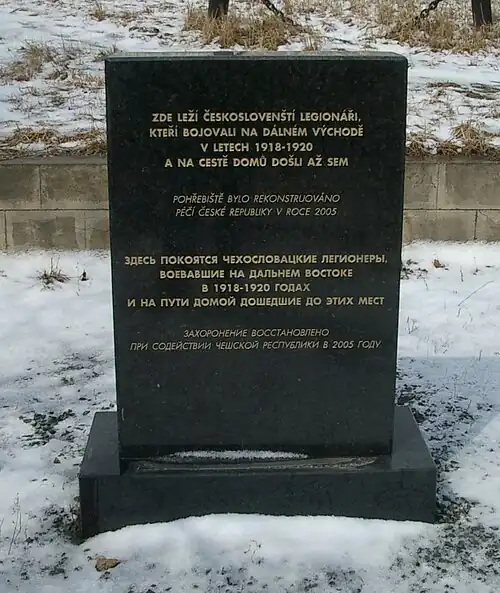 ZDE LEŽÍ ČESKOSLOVENŠTÍ LEGIONÁŘI,
KTEŘÍ BOJOVALI NA DÁLNÉM VÝCHODĚ
V LETECH 1918-1920
A NA CESTĚ DOMŮ DOŠLI AŽ SEM
POHŘEBIŠTĚ BYLO REKONSTRUOVÁNO
PÉČÍ ČESKÉ REPUBLIKY V ROCE 2005
ЗДЕСЬ ПОКОЯТСЯ ЧЕХОСЛОВАЦКИЕ ЛЕГИОНЕРЫ,
ВОЕВАВШИЕ НА ДАЛЬНЕМ ВОСТОКЕ
В 1918-1920 ГОДАХ
И НА ПУТИ ДОМОЙ ДОШЕДШИЕ ДО ЭТИХ МЕСТ
ЗАХОРОНЕНИЕ ВОССТАНОВЛЕНО
ПРИ СОДЕЙСТВИИ ЧЕШСКОЙ РЕСПУБЛИКИ В 2005 ГОДУ